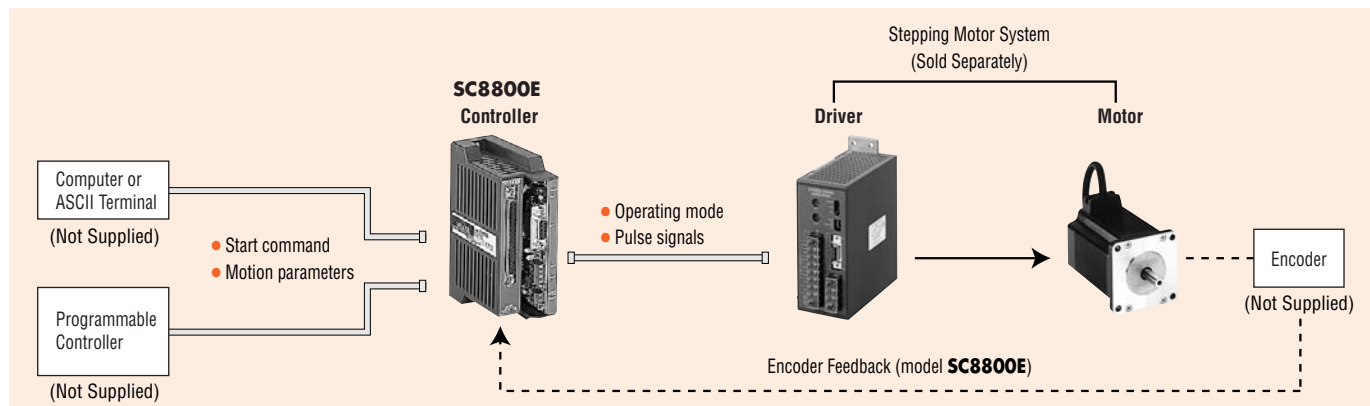 Stepping Motor System
(Sold Separately)
SC8800E
Controller
Driver
Motor
Computer or
ASCII Terminal
(Not Supplied)
• Start command
• Motion parameters
Programmable
Controller
(Not Supplied)
• Operating mode
• Pulse signals
Encoder
(Not Supplied)
Encoder Feedback (model SC8800E)